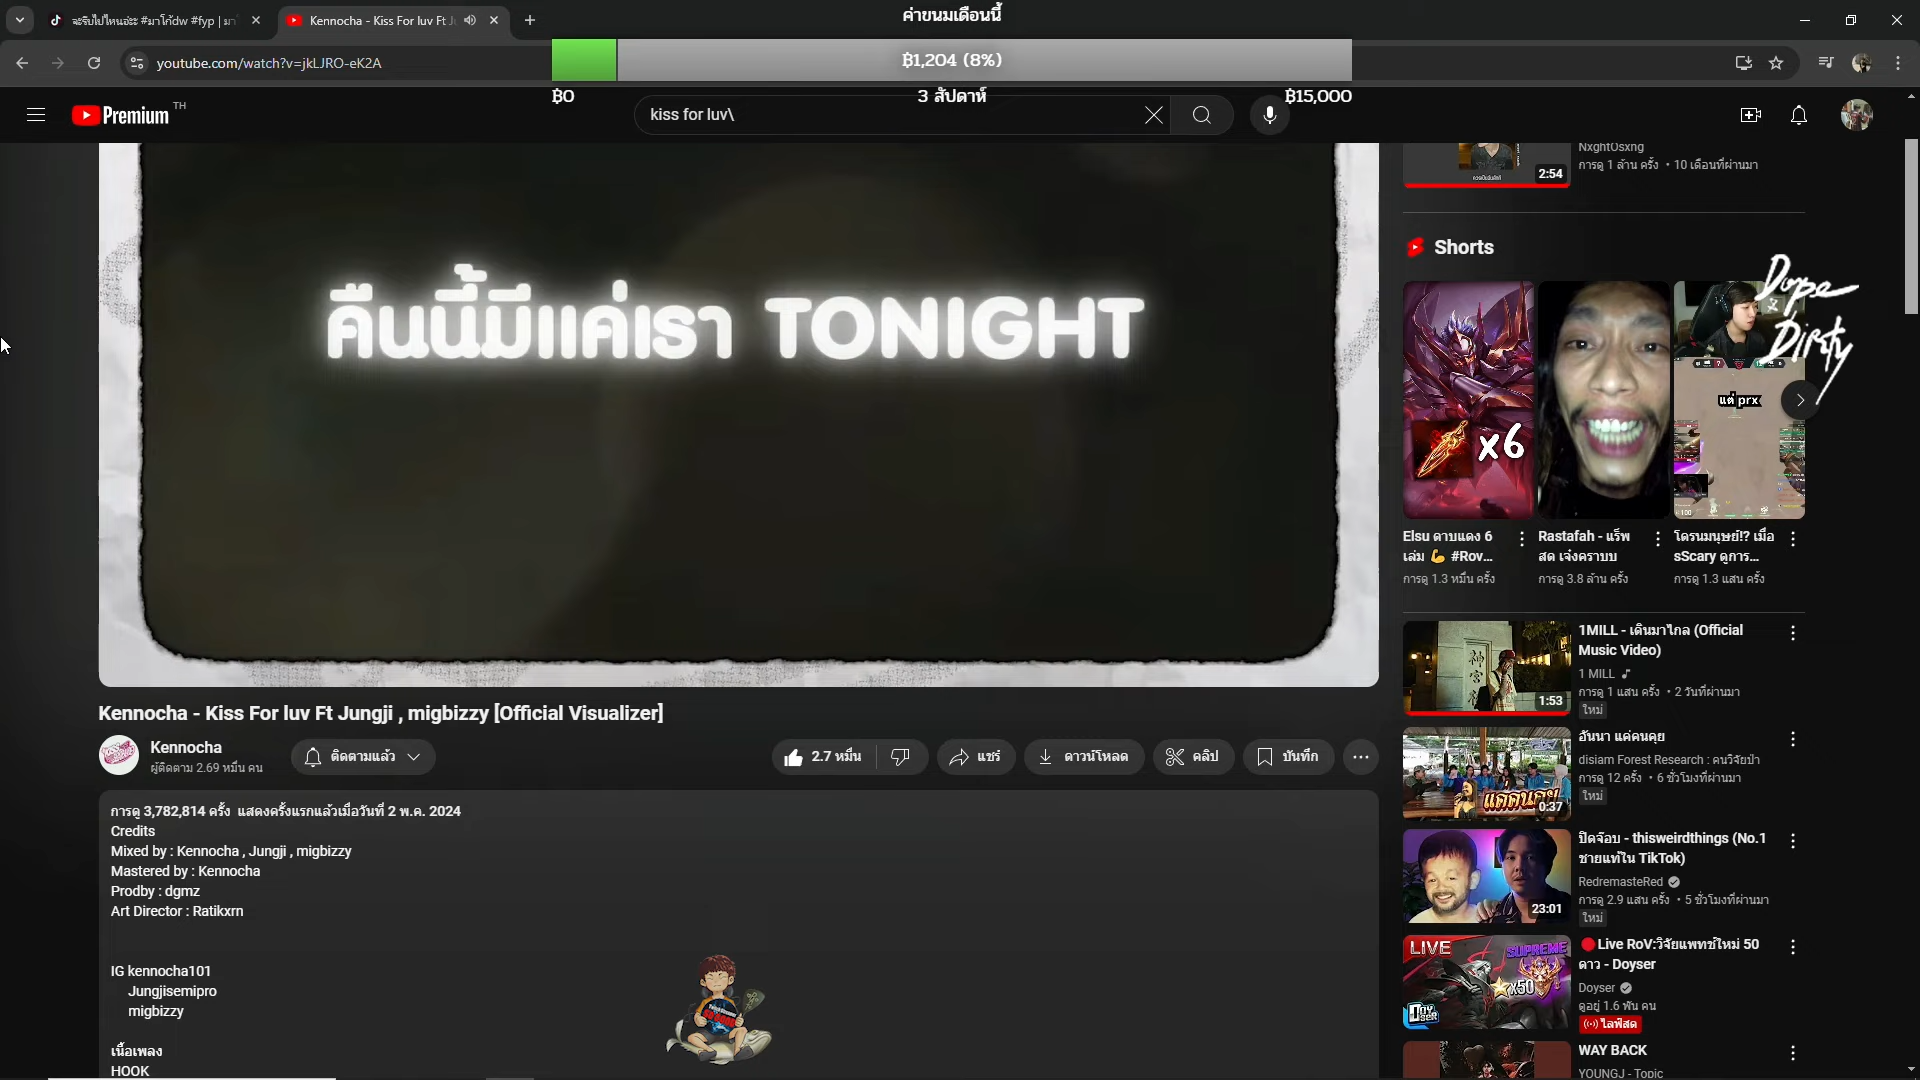 จะรีบไปไหนอ่ะ #มาโก้dw #fyp | มา
Kennocha - Kiss For luv Ft Ju
ค่าขนมเดือนนี้
youtube.com/watch?v=jkLJRO-eK2A
฿1,204 (8%)
฿0
3 สัปดาห์
฿15,000
Premium TH
kiss for luv\
คืนนี้มีแค่เรา TONIGHT
Kennocha - Kiss For luv Ft Jungji , migbizzy [Official Visualizer]
Kennocha
ผู้ติดตาม 2.69 หมื่น คน
ติดตามแล้ว
2.7 หมื่น
แชร์
ดาวน์โหลด
คลิป
บันทึก
การดู 3,782,814 ครั้ง แสดงครั้งแรกแล้วเมื่อวันที่ 2 พ.ค. 2024
Credits
Mixed by : Kennocha , Jungji , migbizzy
Mastered by : Kennocha
Prodby : dgmz
Art Director : Ratikxrn
IG kennocha101
Jungjisemipro
migbizzy
เนื้อเพลง
HOOK
2:54
NxghtOsxng
การดู 1 ล้าน ครั้ง • 10 เดือนที่ผ่านมา
Shorts
Dope
Dirsty
x6
แต่ prx
Elsu ดาบแดง 6
เล่ม 💪 #Rov...
การดู 1.3 หมื่น ครั้ง
Rastafah - แร็พ
สด เจ๋งคราบบ
การดู 3.8 ล้าน ครั้ง
โดรนมนุษย์!? เมื่อ
sScary ดูการ...
การดู 1.3 แสน ครั้ง
1:53
1MILL - เดินมาไกล (Official
Music Video)
1 MILL
การดู 1 แสน ครั้ง • 2 วันที่ผ่านมา
ใหม่
แค่คนคุย
0:37
อันนา แค่คนคุย
disiam Forest Research : คนวิจัยป่า
การดู 12 ครั้ง • 6 ชั่วโมงที่ผ่านมา
ใหม่
23:01
ปิดจ๊อบ - thisweirdthings (No.1
ชายแท้ใน TikTok)
RedremasteRed
การดู 2.9 แสน ครั้ง • 5 ชั่วโมงที่ผ่านมา
ใหม่
LIVE
SUPREME
x50
🔴Live RoV:วิจัยแพทช์ใหม่ 50
ดาว - Doyser
Doyser
ดูอยู่ 1.6 พัน คน
ไลฟ์สด
WAY BACK
YOUNGJ - Topic